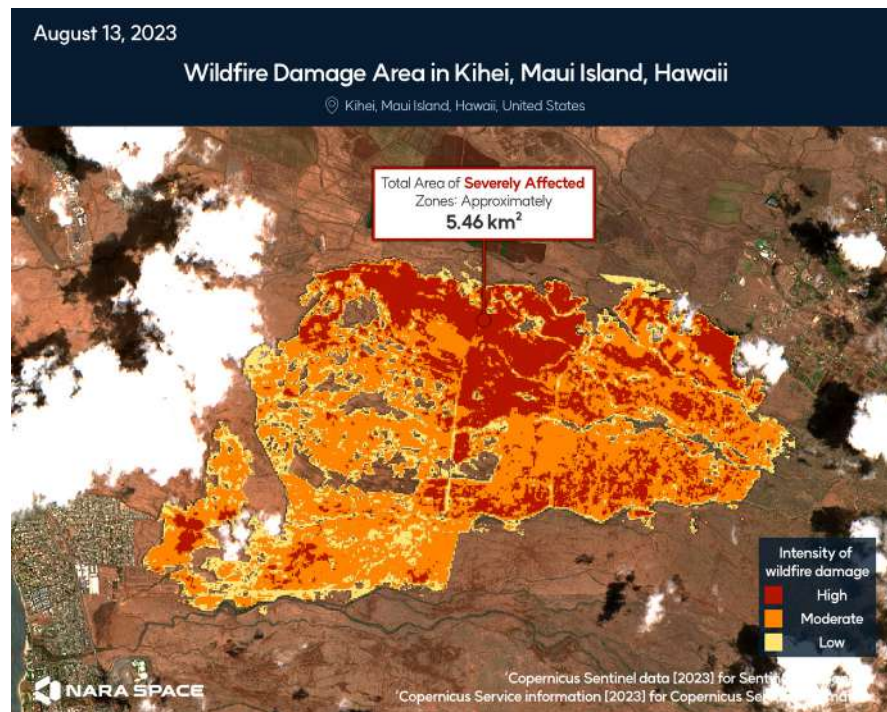 August 13, 2023
Wildfire Damage Area in Kihei, Maui Island, Hawaii
Kihei, Maui Island, Hawaii, United States
Total Area of Severely Affected
Zones: Approximately
5.46 km²
Intensity of
wildfire damage
High
Moderate
Low
'Copernicus Sentinel data [2023] for
'Copernicus Service information [2023] for Copernicus
NARA SPACE